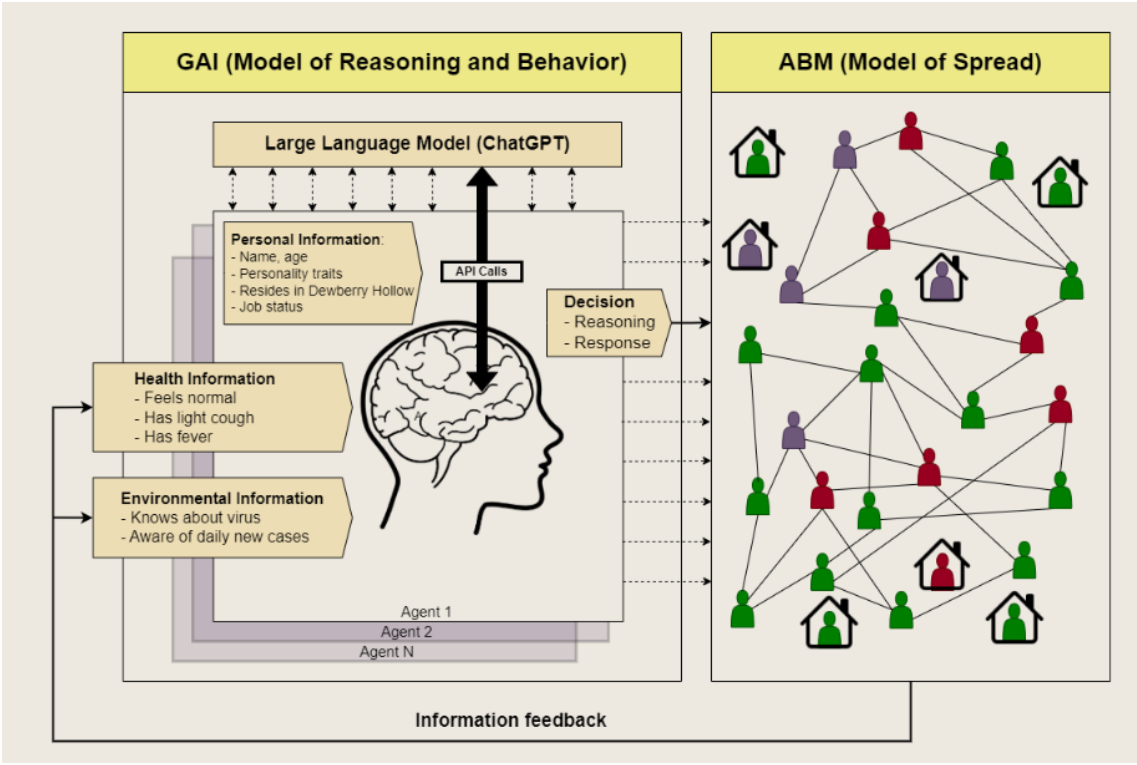 GAI (Model of Reasoning and Behavior)
ABM (Model of Spread)
Large Language Model (ChatGPT)
Personal Information:
- Name, age
- Personality traits
- Resides in Dewberry Hollow
- Job status
API Calls
Decision
- Reasoning
- Response
Health Information
- Feels normal
- Has light cough
- Has fever
Environmental Information
- Knows about virus
- Aware of daily new cases
Agent 1
Agent 2
Agent N
Information feedback